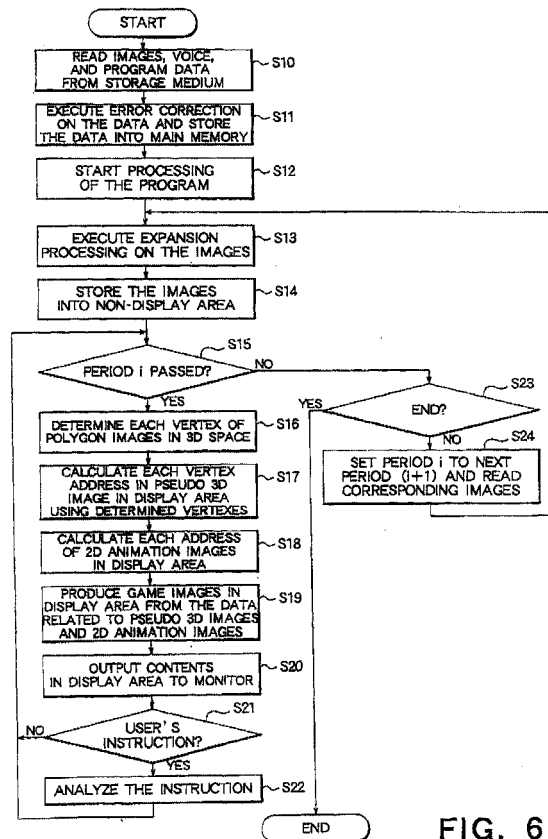 START
READ IMAGES, VOICE,
AND PROGRAM DATA
FROM STORAGE MEDIUM
S10
EXECUTE ERROR CORRECTION
ON THE DATA AND STORE
THE DATA INTO MAIN MEMORY
S11
START PROCESSING
OF THE PROGRAM
S12
EXECUTE EXPANSION
PROCESSING ON THE IMAGES
S13
STORE THE IMAGES
INTO NON-DISPLAY AREA
S14
PERIOD i PASSED?
S15
NO
YES
DETERMINE EACH VERTEX OF
POLYGON IMAGES IN 3D SPACE
S16
CALCULATE EACH VERTEX
ADDRESS IN PSEUDO 3D
IMAGE IN DISPLAY AREA
USING DETERMINED VERTEXES
S17
CALCULATE EACH ADDRESS
OF 2D ANIMATION IMAGES
IN DISPLAY AREA
S18
PRODUCE GAME IMAGES IN
DISPLAY AREA FROM THE DATA
RELATED TO PSEUDO 3D IMAGES
AND 2D ANIMATION IMAGES
S19
OUTPUT CONTENTS
IN DISPLAY AREA TO MONITOR
S20
USER'S
INSTRUCTION?
S21
NO
YES
ANALYZE THE INSTRUCTION
S22
END?
S23
YES
NO
SET PERIOD i TO NEXT
PERIOD (i+1) AND READ
CORRESPONDING IMAGES
S24
END
FIG. 6